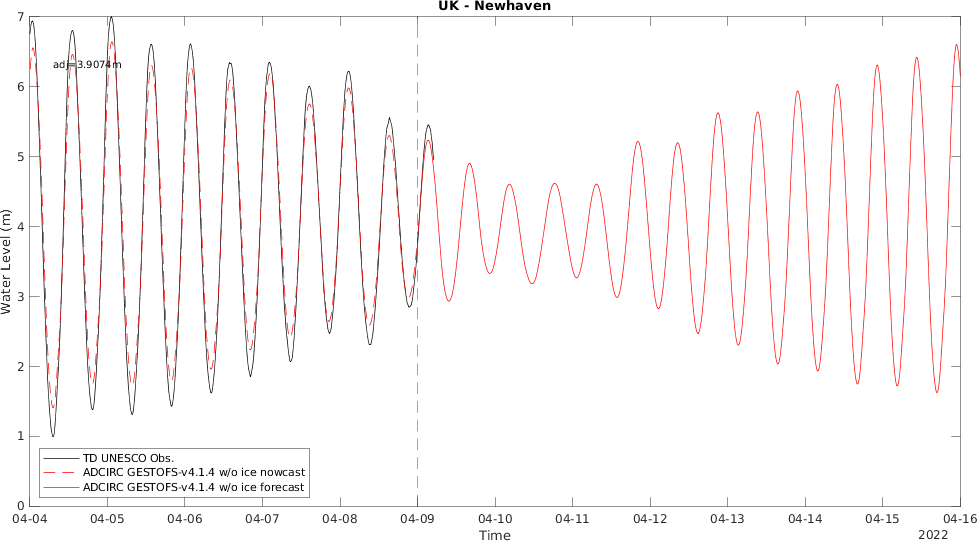 UK - Newhaven
7
6
5
4
3
2
1
0
Water Level (m)
adj=3.9074m
TD UNESCO Obs.
ADCIRC GESTOFS-v4.1.4 w/o ice nowcast
ADCIRC GESTOFS-v4.1.4 w/o ice forecast
04-04 04-05 04-06 04-07 04-08 04-09 04-10 04-11 04-12 04-13 04-14 04-15 04-16
Time
2022